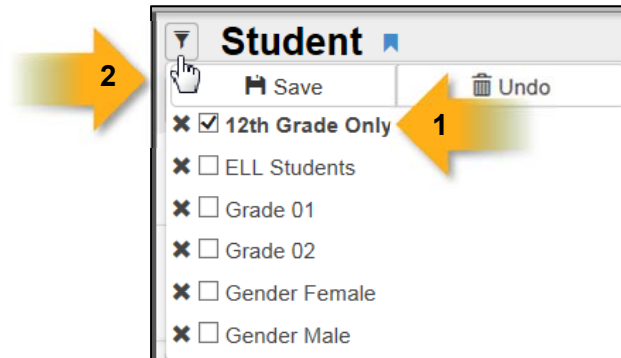 Student
2
Save Undo
12th Grade Only 1
ELL Students
Grade 01
Grade 02
Gender Female
Gender Male